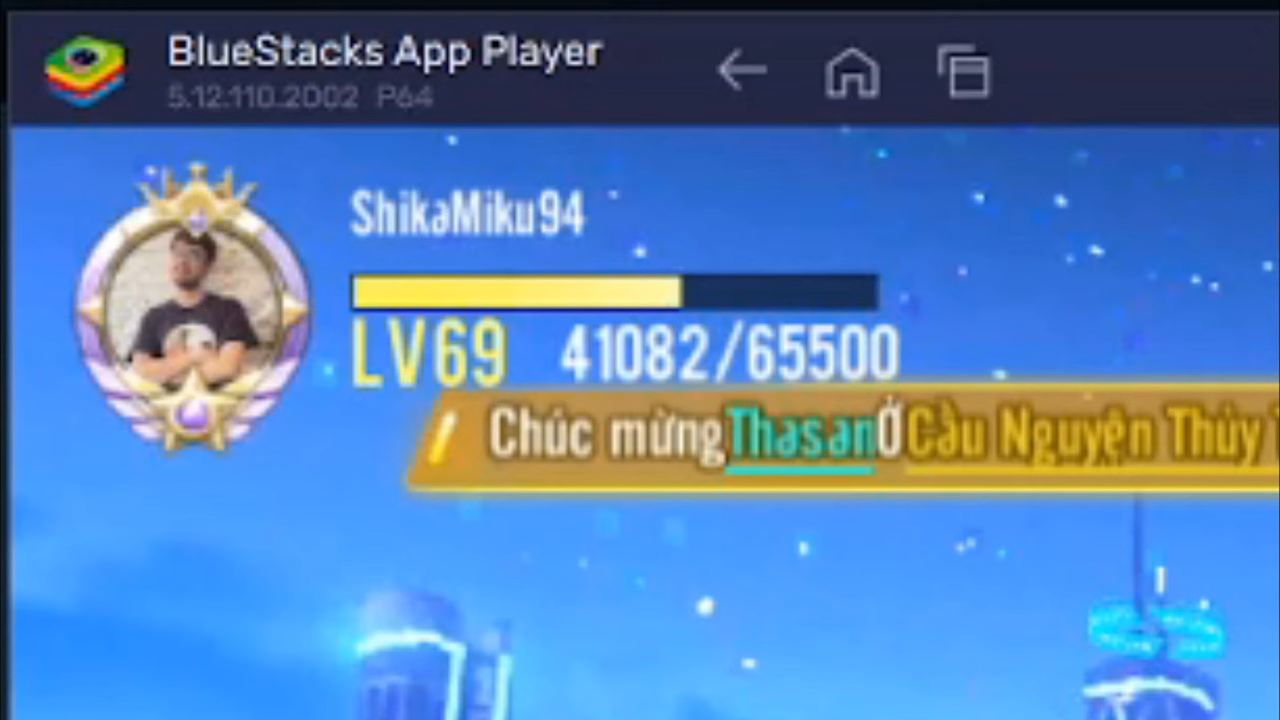 BlueStacks App Player
5.12.110.2002 P64
ShikaMiku94
LV69 41082/65500
Chúc mừng Thasan Ở Cầu Nguyện Thủy